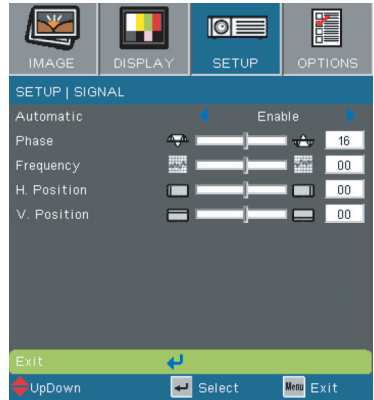 IMAGE DISPLAY SETUP OPTIONS
SETUP | SIGNAL
Automatic Enable
Phase 16
Frequency 00
H. Position 00
V. Position 00
Exit
UpDown Select Menu Exit